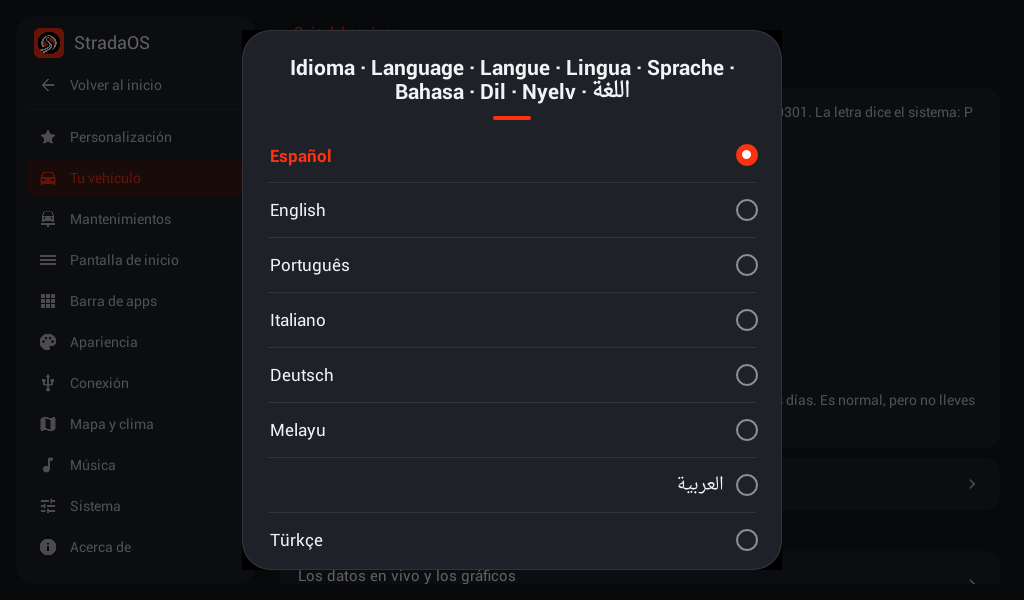 StradaOS
Volver al inicio
Personalización
Tu vehículo
Mantenimientos
Pantalla de inicio
Barra de apps
Apariencia
Conexión
Mapa y clima
Música
Sistema
Acerca de
Idioma · Language · Langue · Lingua · Sprache ·
Bahasa · Dil · Nyelv · اللغة
Español
English
Português
Italiano
Deutsch
Melayu
العربية
Türkçe
0301. La letra dice el sistema: P
días. Es normal, pero no lleves
Los datos en vivo y los gráficos